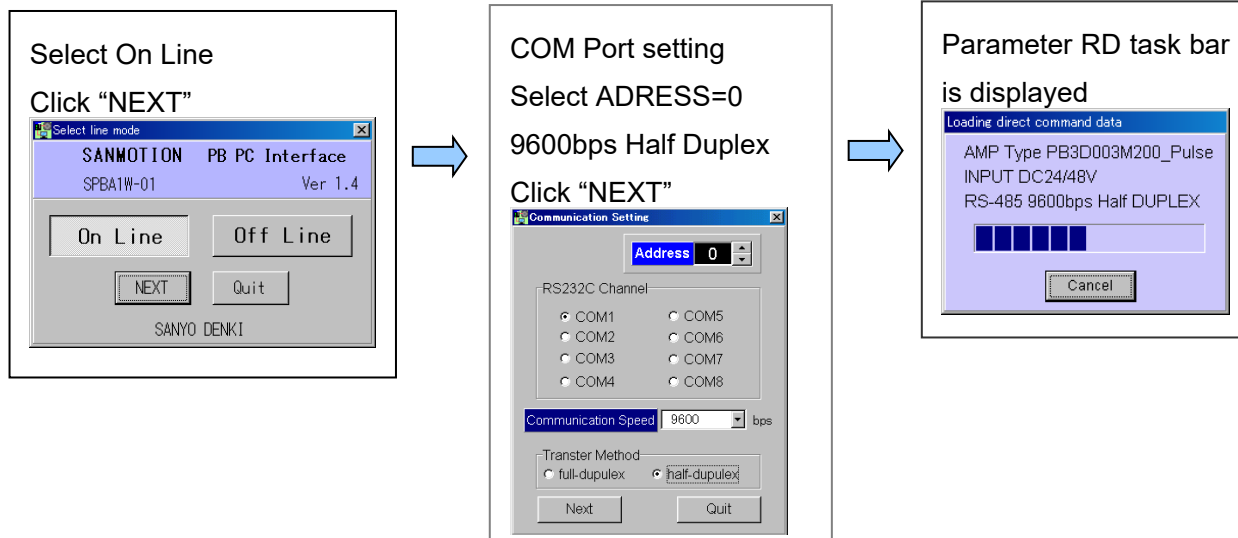 Select On Line
Click “NEXT”
Select line mode
SANMOTION PB PC Interface
SPBA1W-01 Ver 1.4
On Line Off Line
NEXT Quit
SANYO DENKI
COM Port setting
Select ADRESS=0
9600bps Half Duplex
Click “NEXT”
Communication Setting
Address 0
RS232C Channel
COM1 COM5
COM2 COM6
COM3 COM7
COM4 COM8
Communication Speed 9600 bps
Transter Method
full-dupulex half-dupulex
Next Quit
Parameter RD task bar
is displayed
Loading direct command data
AMP Type PB3D003M200_Pulse
INPUT DC24/48V
RS-485 9600bps Half DUPLEX
Cancel